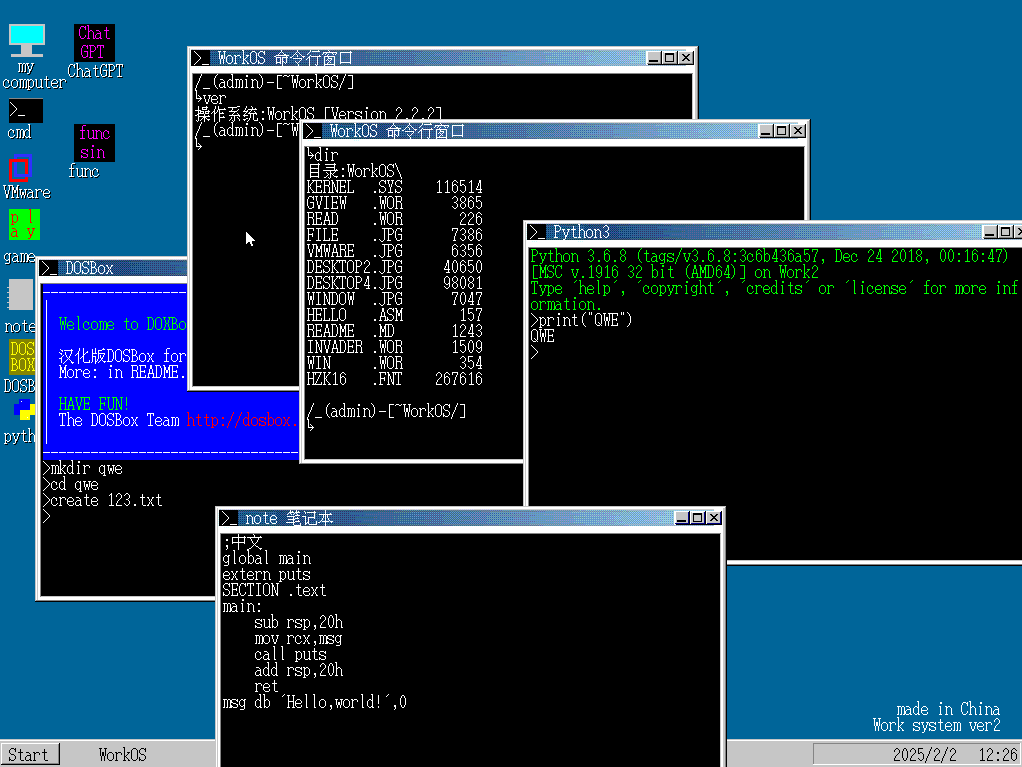 my
computer
Chat
GPT
ChatGPT
>_
cmd
func
sin
func
VMware
pl
ay
game
note
DOS
BOX
DOSB
pyth
>_ WorkOS 命令行窗口
/_(admin)-[~WorkOS/]
↳ver
操作系统:WorkOS [Version 2.2.2]
/_(admin)-[~W
↳
>_ WorkOS 命令行窗口
↳dir
目录:WorkOS\
KERNEL .SYS 116514
GVIEW .WOR 3865
READ .WOR 226
FILE .JPG 7386
VMWARE .JPG 6356
DESKTOP2.JPG 40650
DESKTOP4.JPG 98081
WINDOW .JPG 7047
HELLO .ASM 157
README .MD 1243
INVADER .WOR 1509
WIN .WOR 354
HZK16 .FNT 267616
/_(admin)-[~WorkOS/]
↳
>_ Python3
Python 3.6.8 (tags/v3.6.8:3c6b436a57, Dec 24 2018, 00:16:47)
[MSC v.1916 32 bit (AMD64)] on Work2
Type ´help´, ´copyright´, ´credits´ or ´license´ for more inf
ormation.
>print("QWE")
QWE
>
>_ DOSBox
Welcome to DOXBo
汉化版DOSBox for
More: in README.
HAVE FUN!
The DOSBox Team http://dosbox.
>mkdir qwe
>cd qwe
>create 123.txt
>
>_ note 笔记本
;中文
global main
extern puts
SECTION .text
main:
sub rsp,20h
mov rcx,msg
call puts
add rsp,20h
ret
msg db ´Hello,world!´,0
made in China
Work system ver2
Start WorkOS 2025/2/2 12:26